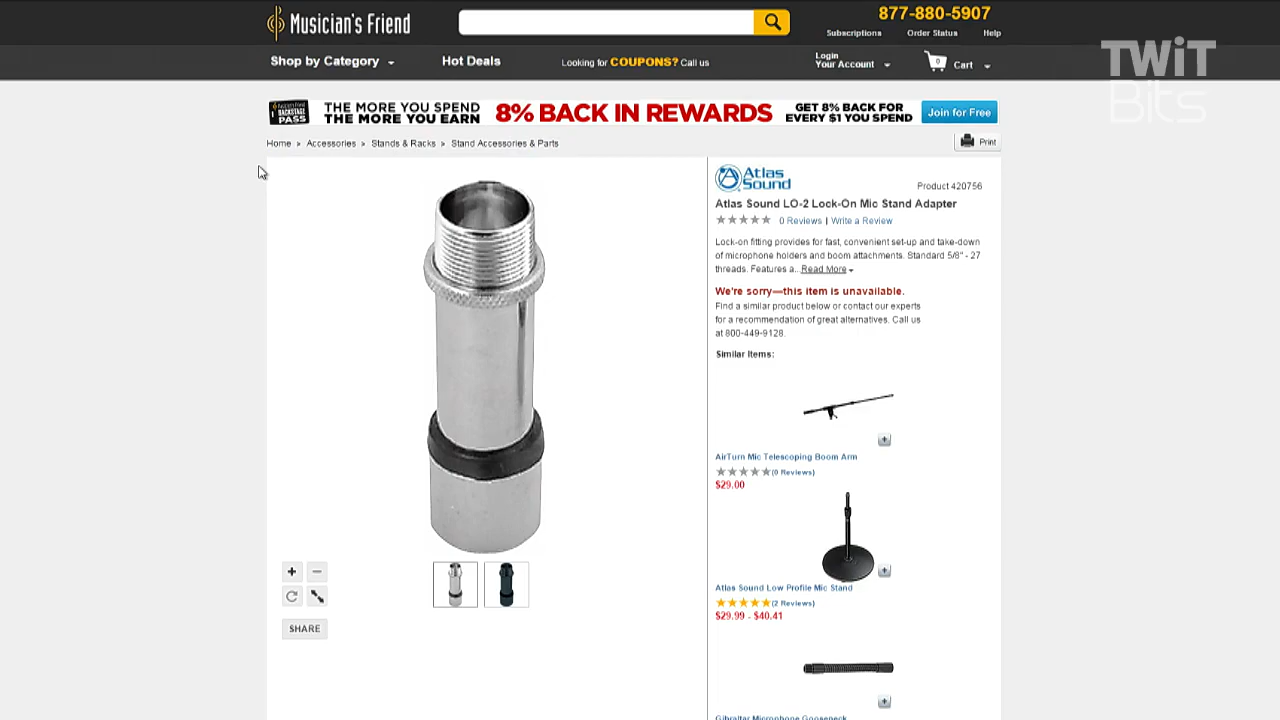 Musician's Friend
877-880-5907
Subscriptions Order Status Help
Shop by Category
Hot Deals
Looking for COUPONS? Call us
Login
Your Account
0
Cart
TWiT
Bits
MUSICIAN'S FRIEND
BACKSTAGE
PASS
THE MORE YOU SPEND
THE MORE YOU EARN
8% BACK IN REWARDS
GET 8% BACK FOR
EVERY $1 YOU SPEND
Join for Free
Home » Accessories » Stands & Racks » Stand Accessories & Parts
Print
Atlas
Sound
Product 420756
Atlas Sound LO-2 Lock-On Mic Stand Adapter
0 Reviews | Write a Review
Lock-on fitting provides for fast, convenient set-up and take-down
of microphone holders and boom attachments. Standard 5/8" - 27
threads. Features a...Read More
We're sorry—this item is unavailable.
Find a similar product below or contact our experts
for a recommendation of great alternatives. Call us
at 800-449-9128.
Similar Items:
AirTurn Mic Telescoping Boom Arm
(0 Reviews)
$29.00
Atlas Sound Low Profile Mic Stand
(2 Reviews)
$29.99 - $40.41
Gibraltar Microphone Gooseneck
SHARE